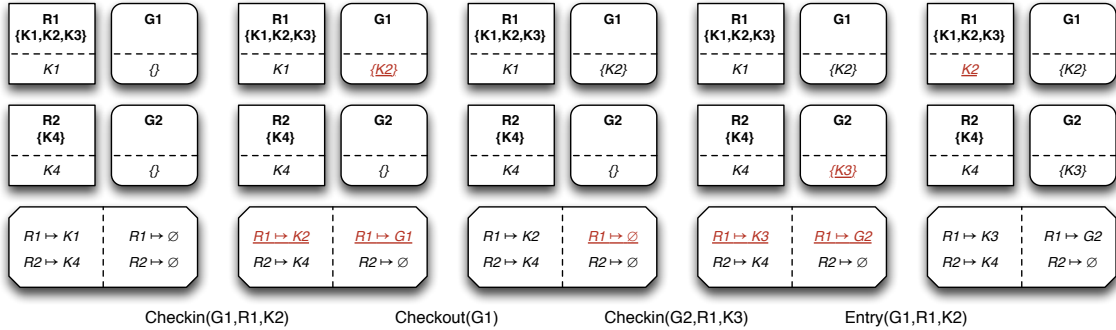 R1 G1 R1 G1 R1 G1 R1 G1 R1 G1
{K1,K2,K3} {K1,K2,K3} {K1,K2,K3} {K1,K2,K3} {K1,K2,K3}
K1 {} K1 {K2} K1 {K2} K1 {K2} K2 {K2}
R2 G2 R2 G2 R2 G2 R2 G2 R2 G2
{K4} {K4} {K4} {K4} {K4}
K4 {} K4 {} K4 {} K4 {K3} K4 {K3}
R1 ↦ K1 R1 ↦ ∅ R1 ↦ K2 R1 ↦ G1 R1 ↦ K2 R1 ↦ ∅ R1 ↦ K3 R1 ↦ G2 R1 ↦ K3 R1 ↦ G2
R2 ↦ K4 R2 ↦ ∅ R2 ↦ K4 R2 ↦ ∅ R2 ↦ K4 R2 ↦ ∅ R2 ↦ K4 R2 ↦ ∅ R2 ↦ K4 R2 ↦ ∅
Checkin(G1,R1,K2) Checkout(G1) Checkin(G2,R1,K3) Entry(G1,R1,K2)